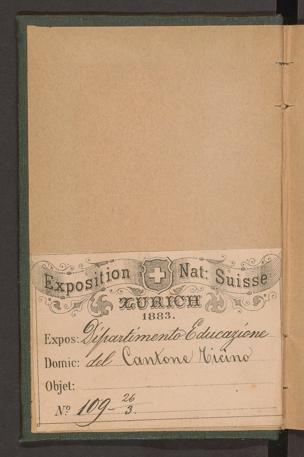 Exposition Nat: Suisse
ZURICH
1883.
Expos: Dipartimento Educazione
Domic: del Cantone Ticino
Objet:
No. 109 - 26/3.